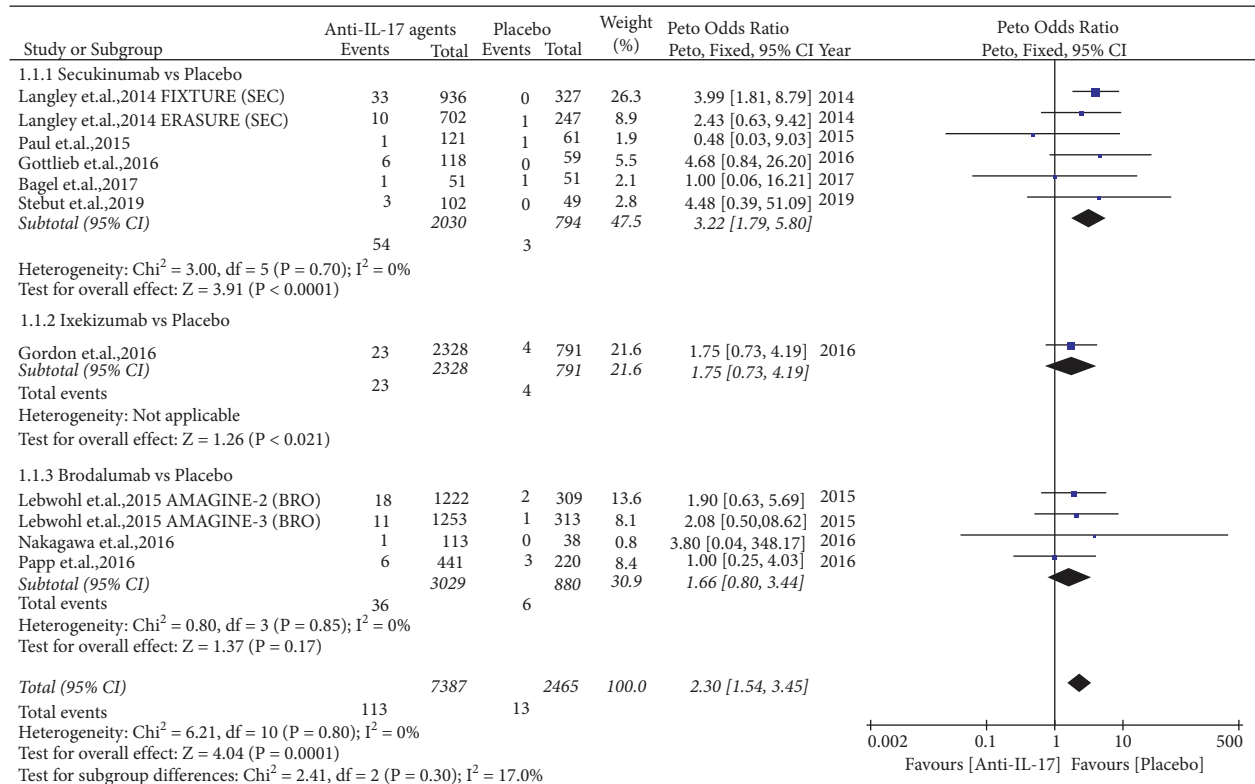 Anti-IL-17 agents Placebo Weight Peto Odds Ratio Peto Odds Ratio
Study or Subgroup Events Total Events Total (%) Peto, Fixed, 95% CI Year Peto, Fixed, 95% CI
1.1.1 Secukinumab vs Placebo
Langley et.al.,2014 FIXTURE (SEC) 33 936 0 327 26.3 3.99 [1.81, 8.79] 2014
Langley et.al.,2014 ERASURE (SEC) 10 702 1 247 8.9 2.43 [0.63, 9.42] 2014
Paul et.al.,2015 1 121 1 61 1.9 0.48 [0.03, 9.03] 2015
Gottlieb et.al.,2016 6 118 0 59 5.5 4.68 [0.84, 26.20] 2016
Bagel et.al.,2017 1 51 1 51 2.1 1.00 [0.06, 16.21] 2017
Stebut et.al.,2019 3 102 0 49 2.8 4.48 [0.39, 51.09] 2019
Subtotal (95% CI) 2030 794 47.5 3.22 [1.79, 5.80]
54 3
Heterogeneity: Chi² = 3.00, df = 5 (P = 0.70); I² = 0%
Test for overall effect: Z = 3.91 (P < 0.0001)
1.1.2 Ixekizumab vs Placebo
Gordon et.al.,2016 23 2328 4 791 21.6 1.75 [0.73, 4.19] 2016
Subtotal (95% CI) 2328 791 21.6 1.75 [0.73, 4.19]
Total events 23 4
Heterogeneity: Not applicable
Test for overall effect: Z = 1.26 (P < 0.021)
1.1.3 Brodalumab vs Placebo
Lebwohl et.al.,2015 AMAGINE-2 (BRO) 18 1222 2 309 13.6 1.90 [0.63, 5.69] 2015
Lebwohl et.al.,2015 AMAGINE-3 (BRO) 11 1253 1 313 8.1 2.08 [0.50,08.62] 2015
Nakagawa et.al.,2016 1 113 0 38 0.8 3.80 [0.04, 348.17] 2016
Papp et.al.,2016 6 441 3 220 8.4 1.00 [0.25, 4.03] 2016
Subtotal (95% CI) 3029 880 30.9 1.66 [0.80, 3.44]
Total events 36 6
Heterogeneity: Chi² = 0.80, df = 3 (P = 0.85); I² = 0%
Test for overall effect: Z = 1.37 (P = 0.17)
Total (95% CI) 7387 2465 100.0 2.30 [1.54, 3.45]
Total events 113 13
Heterogeneity: Chi² = 6.21, df = 10 (P = 0.80); I² = 0%
Test for overall effect: Z = 4.04 (P = 0.0001)
Test for subgroup differences: Chi² = 2.41, df = 2 (P = 0.30); I² = 17.0%
0.002 0.1 1 10 500
Favours [Anti-IL-17] Favours [Placebo]